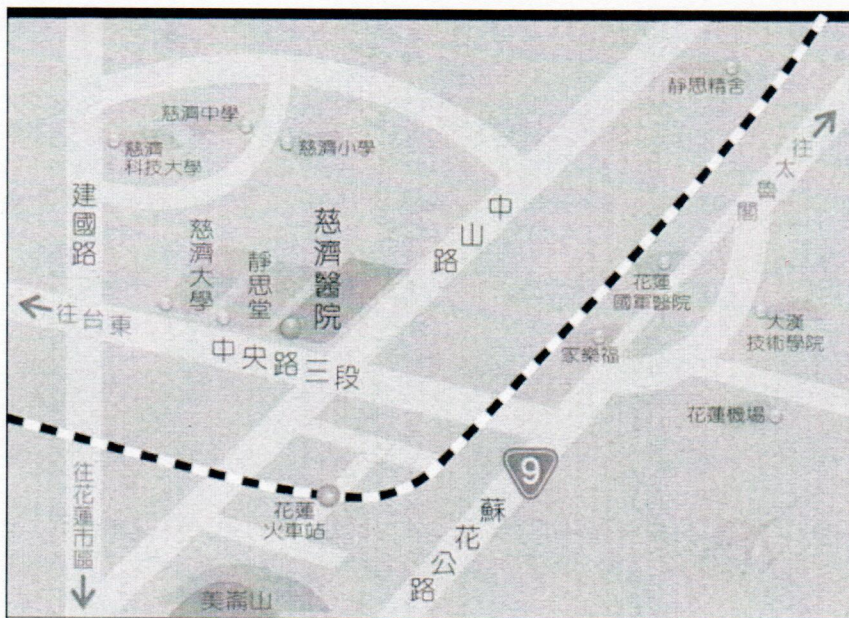 靜思精舍
慈濟中學
慈濟小學
慈濟
科技大學
往太魯閣
建國路
中山路
慈濟大學
靜思堂
慈濟醫院
花蓮
國軍醫院
往台東
中央路三段
家樂福
大漢
技術學院
花蓮機場
9
往花蓮市區
花蓮
火車站
蘇花公路
美崙山